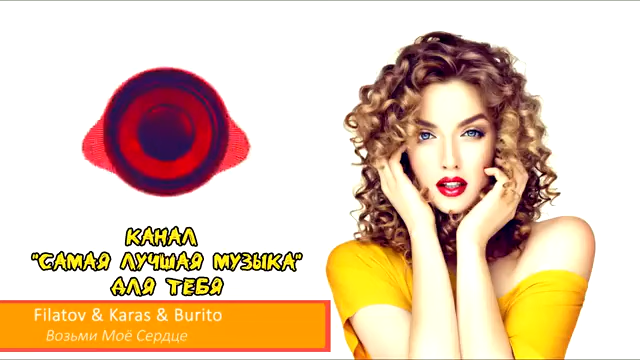 КАНАЛ
"САМАЯ ЛУЧШАЯ МУЗЫКА"
ДЛЯ ТЕБЯ
Filatov & Karas & Burito
Возьми Моё Сердце